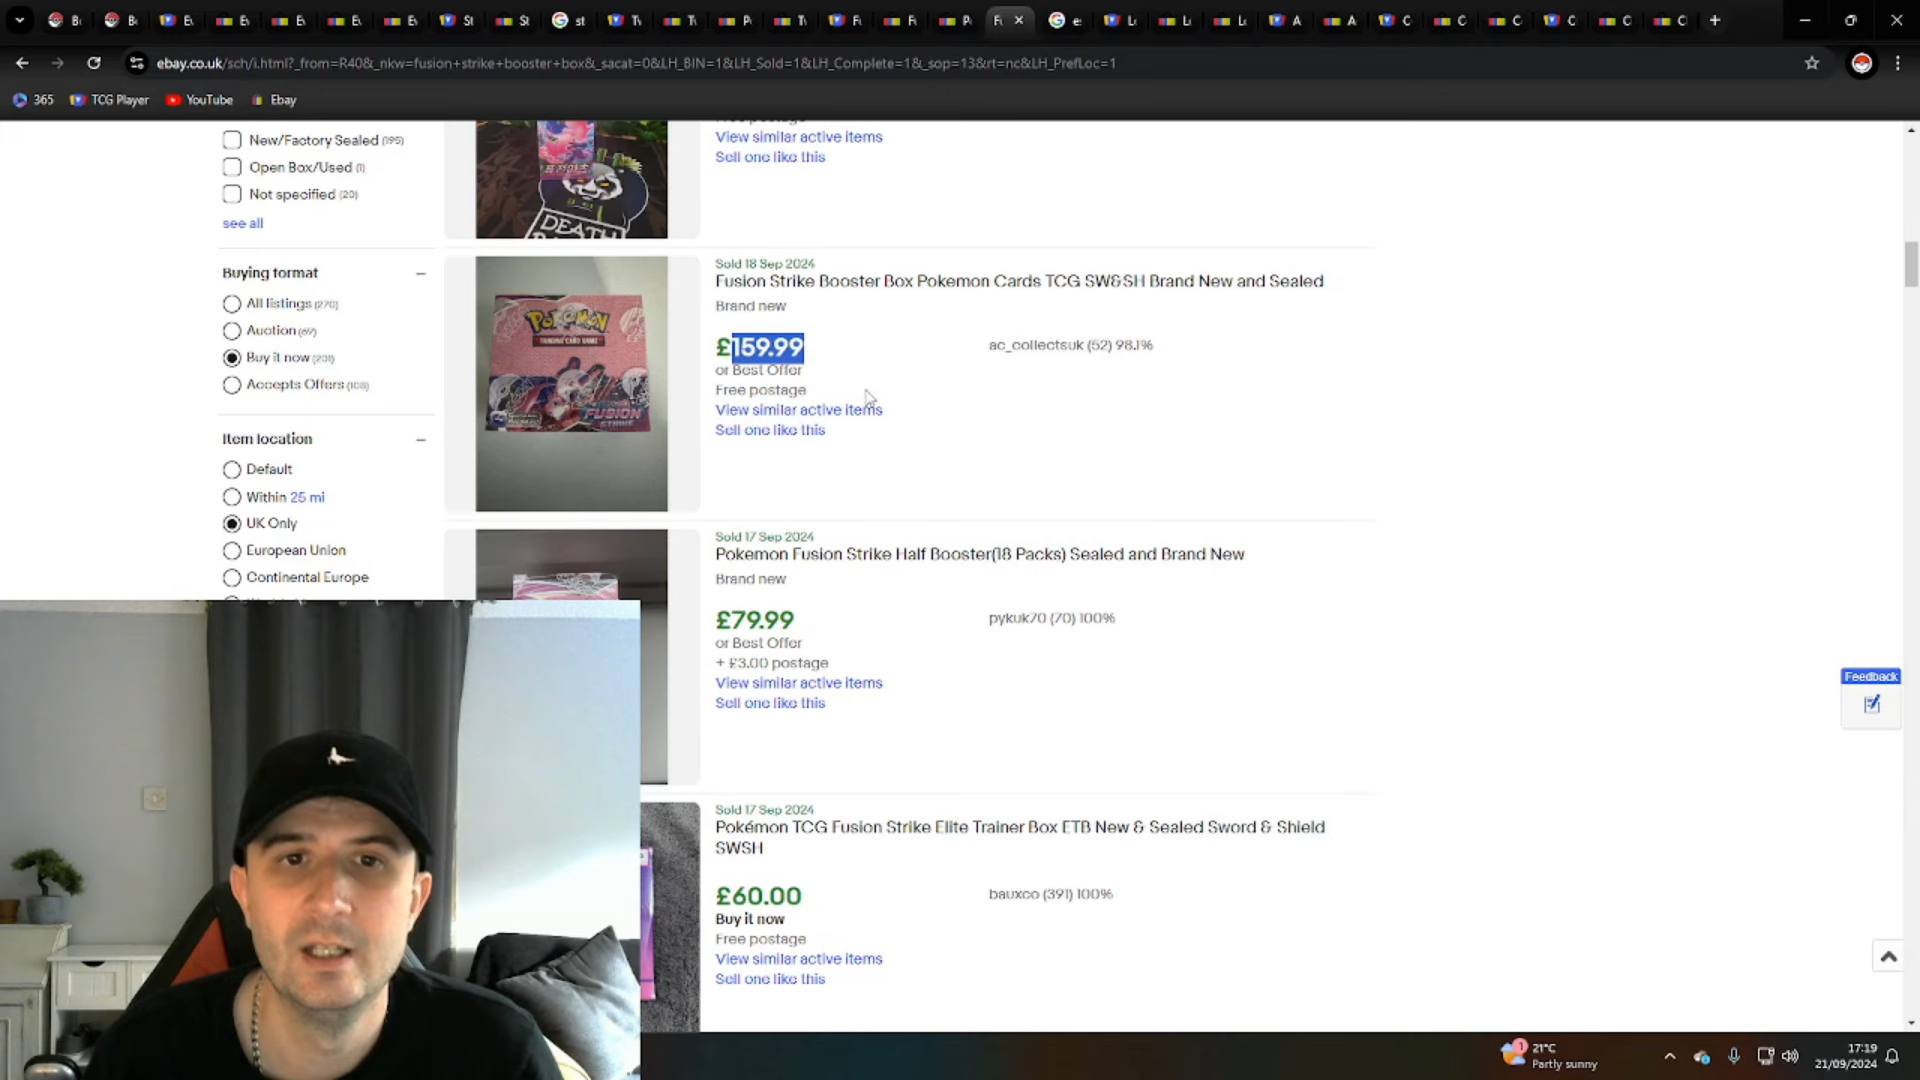 ebay.co.uk/sch/i.html?_from=R40&_nkw=fusion+strike+booster+box&_sacat=0&LH_BIN=1&LH_Sold=1&LH_Complete=1&_sop=13&rt=nc&LH_PrefLoc=1
365 TCG Player YouTube Ebay
New/Factory Sealed (195)
Open Box/Used (1)
Not specified (20)
see all
Buying format
All listings (270)
Auction (69)
Buy it now (201)
Accepts Offers (108)
Item location
Default
Within 25 mi
UK Only
European Union
Continental Europe
View similar active items
Sell one like this
DEATH
POKéMON
TRADING CARD GAME
FUSION
STRIKE
Sold 18 Sep 2024
Fusion Strike Booster Box Pokemon Cards TCG SW&SH Brand New and Sealed
Brand new
£159.99
ac_collectsuk (52) 98.1%
or Best Offer
Free postage
View similar active items
Sell one like this
Sold 17 Sep 2024
Pokemon Fusion Strike Half Booster(18 Packs) Sealed and Brand New
Brand new
£79.99
pykuk70 (70) 100%
or Best Offer
+ £3.00 postage
View similar active items
Sell one like this
Sold 17 Sep 2024
Pokémon TCG Fusion Strike Elite Trainer Box ETB New & Sealed Sword & Shield
SWSH
£60.00
bauxco (391) 100%
Buy it now
Free postage
View similar active items
Sell one like this
Feedback
1
21°C
Partly sunny
17:19
21/09/2024